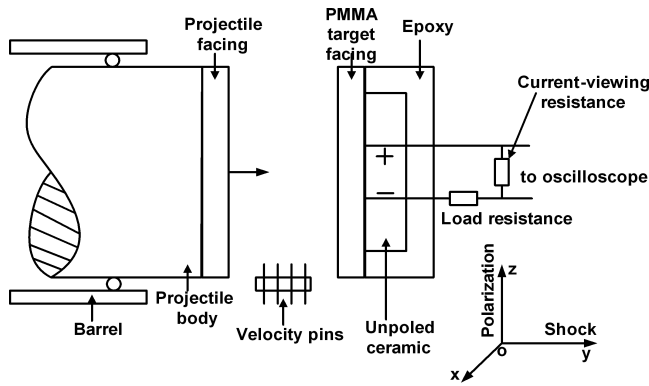 Projectile
facing
PMMA
target
facing
Epoxy
Current-viewing
resistance
+
−
to oscilloscope
Load resistance
Barrel
Projectile
body
Velocity pins
Unpoled
ceramic
Polarization
z
Shock
o
y
x